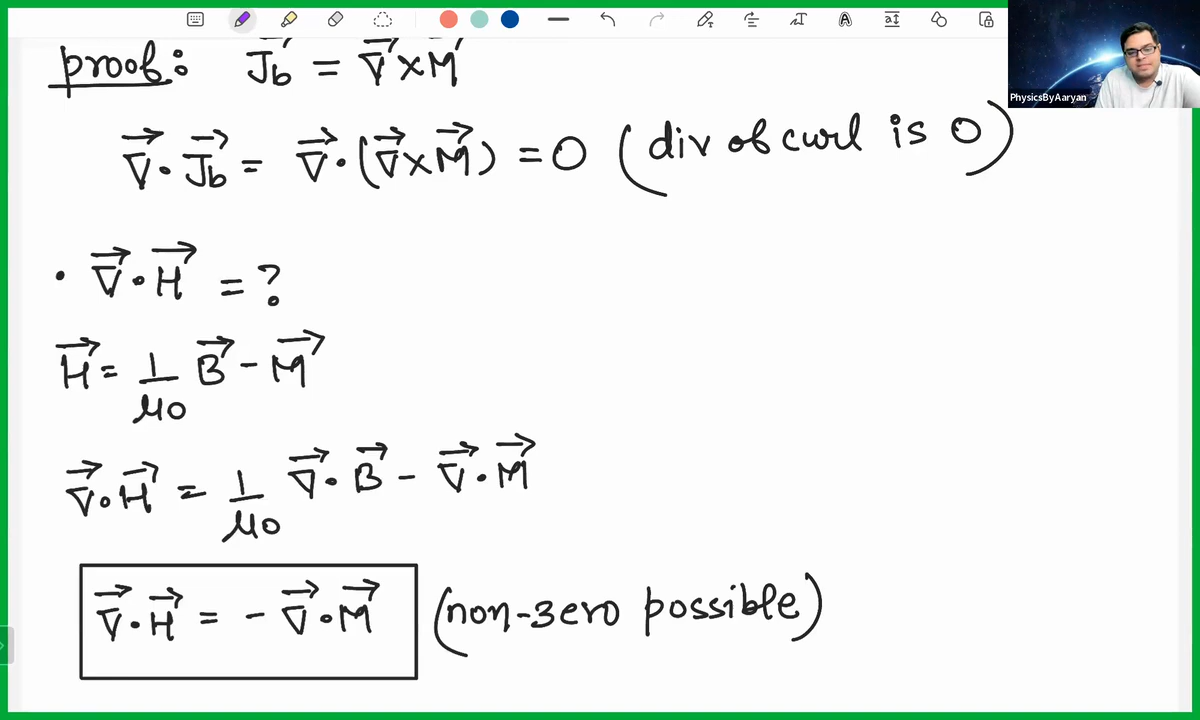 PhysicsByAaryan
proof: J⃗b = ∇⃗ × M⃗
∇⃗ · J⃗b = ∇⃗ · (∇⃗ × M⃗) = 0 (div of curl is 0)
· ∇⃗ · H⃗ = ?
H⃗ = 1/μ0 B⃗ - M⃗
∇⃗ · H⃗ = 1/μ0 ∇⃗ · B⃗ - ∇⃗ · M⃗
∇⃗ · H⃗ = - ∇⃗ · M⃗ (non-zero possible)